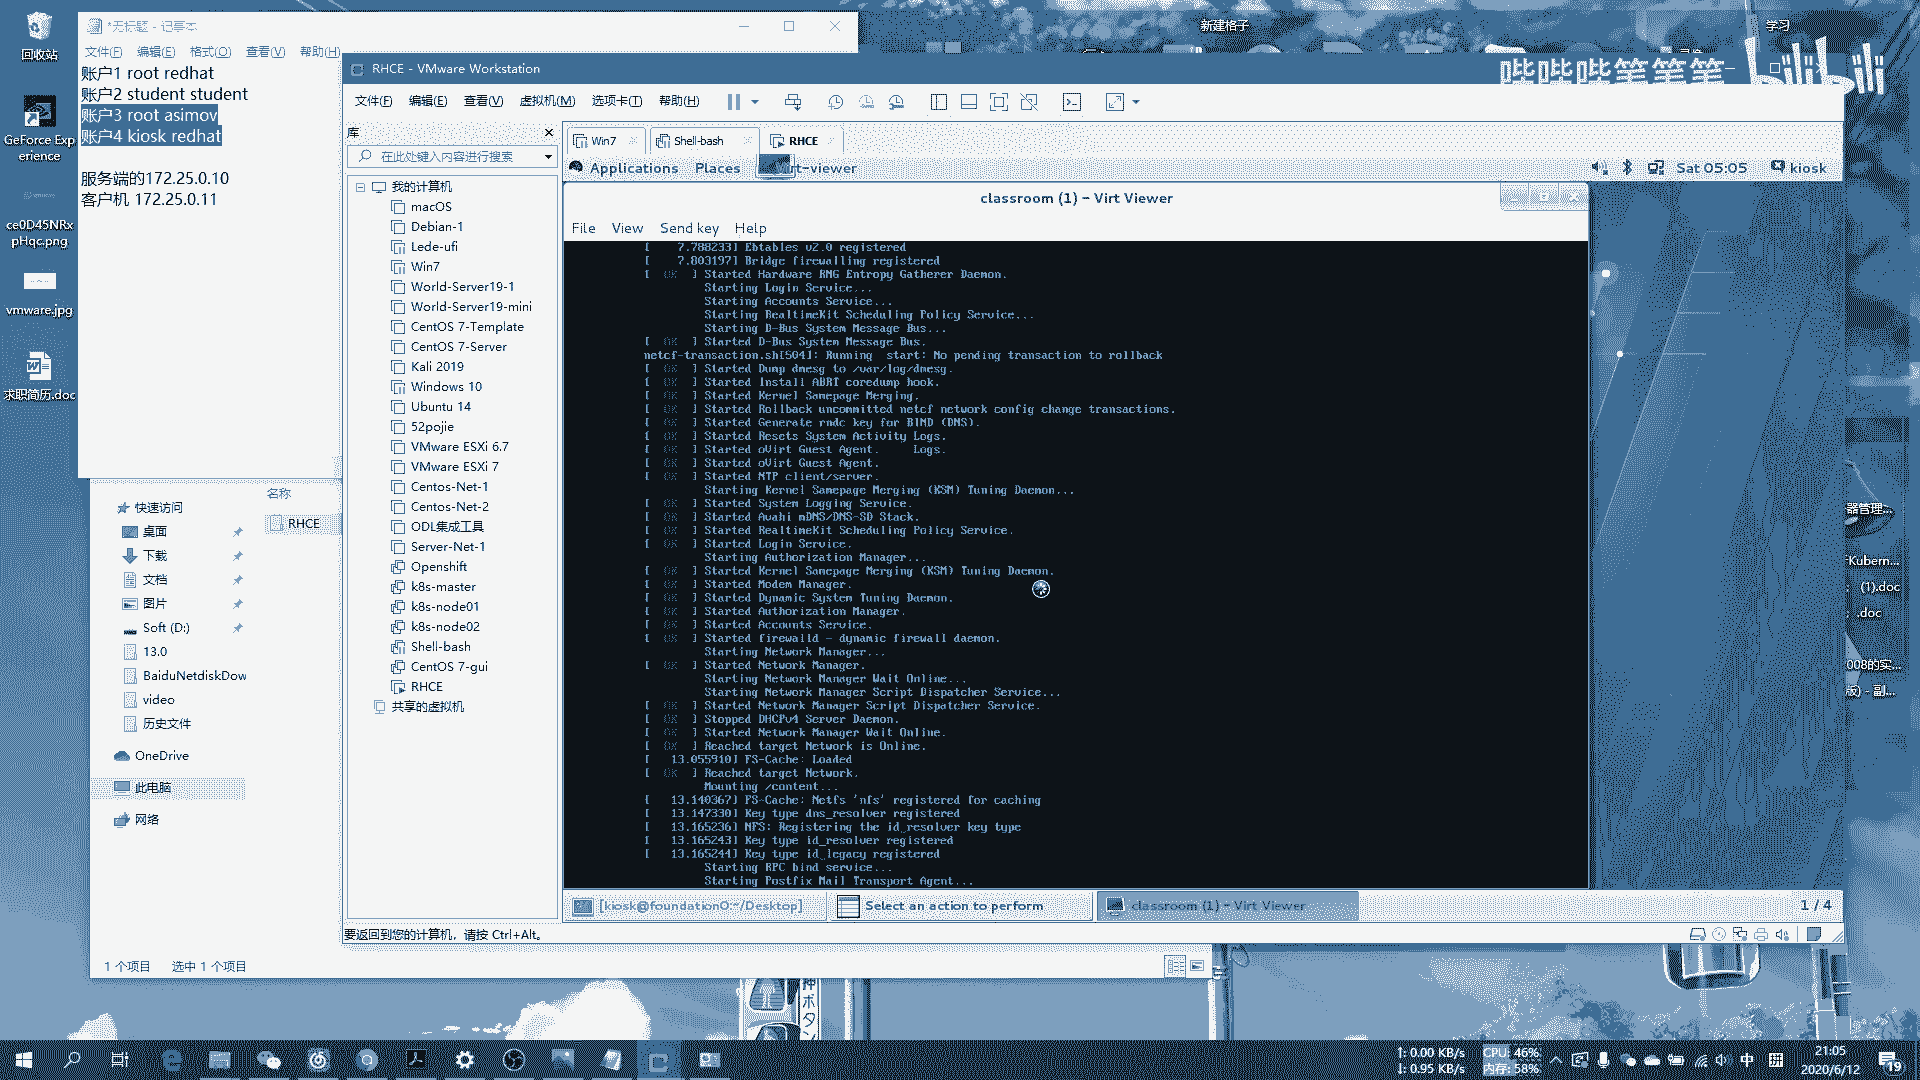 回收站
GeForce Exp
erience
ce0D45NRx
pHqc.png
vmware.jpg
求职简历.doc
*无标题 - 记事本
文件(F) 编辑(E) 格式(O) 查看(V) 帮助(H)
账户1 root redhat
账户2 student student
账户3 root asimov
账户4 kiosk redhat
服务端的172.25.0.10
客户机 172.25.0.11
新建格子
学习
哔哩哔哩
bilibili
RHCE - VMware Workstation
文件(F) 编辑(E) 查看(V) 虚拟机(M) 选项卡(T) 帮助(H)
库
在此处键入内容进行搜索
我的计算机
macOS
Debian-1
Lede-ufi
Win7
World-Server19-1
World-Server19-mini
CentOS 7-Template
CentOS 7-Server
Kali 2019
Windows 10
Ubuntu 14
52pojie
VMware ESXi 6.7
VMware ESXi 7
Centos-Net-1
Centos-Net-2
ODL集成工具
Server-Net-1
Openshift
k8s-master
k8s-node01
k8s-node02
Shell-bash
CentOS 7-gui
RHCE
共享的虚拟机
Win7 Shell-bash RHCE
Applications Places virt-viewer Sat 05:05 kiosk
classroom (1) - Virt Viewer
File View Send key Help
[ 7.788233] Ebtables v2.0 registered
[ 7.803197] Bridge firewalling registered
[ OK ] Started Hardware RNG Entropy Gatherer Daemon.
Starting Login Service...
Starting Accounts Service...
Starting RealtimeKit Scheduling Policy Service...
Starting D-Bus System Message Bus...
[ OK ] Started D-Bus System Message Bus.
netcf-transaction.sh[504]: Running start: No pending transaction to rollback
[ OK ] Started Dump dmesg to /var/log/dmesg.
[ OK ] Started Install ABRT coredump hook.
[ OK ] Started Kernel Samepage Merging.
[ OK ] Started Rollback uncommitted netcf network config change transactions.
[ OK ] Started Generate rndc key for BIND (DNS).
[ OK ] Started Resets System Activity Logs.
[ OK ] Started oVirt Guest Agent. Logs.
[ OK ] Started oVirt Guest Agent.
[ OK ] Started NTP client/server.
Starting Kernel Samepage Merging (KSM) Tuning Daemon...
[ OK ] Started System Logging Service.
[ OK ] Started Avahi mDNS/DNS-SD Stack.
[ OK ] Started RealtimeKit Scheduling Policy Service.
[ OK ] Started Login Service.
Starting Authorization Manager...
[ OK ] Started Kernel Samepage Merging (KSM) Tuning Daemon.
[ OK ] Started Modem Manager.
[ OK ] Started Dynamic System Tuning Daemon.
[ OK ] Started Authorization Manager.
[ OK ] Started Accounts Service.
[ OK ] Started firewalld - dynamic firewall daemon.
Starting Network Manager...
[ OK ] Started Network Manager.
Starting Network Manager Wait Online...
Starting Network Manager Script Dispatcher Service...
[ OK ] Started Network Manager Script Dispatcher Service.
[ OK ] Stopped DHCPv4 Server Daemon.
[ OK ] Started Network Manager Wait Online.
[ OK ] Reached target Network is Online.
[ 13.055910] FS-Cache: Loaded
[ OK ] Reached target Network.
Mounting /content...
[ 13.140367] FS-Cache: Netfs 'nfs' registered for caching
[ 13.147330] Key type dns_resolver registered
[ 13.165236] NFS: Registering the id_resolver key type
[ 13.165243] Key type id_resolver registered
[ 13.165244] Key type id_legacy registered
Starting RPC bind service...
Starting Postfix Mail Transport Agent...
[kiosk@foundation0:~/Desktop] Select an action to perform classroom (1) - Virt Viewer 1 / 4
要返回到您的计算机，请按 Ctrl+Alt。
名称
RHCE
快速访问
桌面
下载
文档
图片
Soft (D:)
13.0
BaiduNetdiskDow
video
历史文件
OneDrive
此电脑
网络
1 个项目 选中 1 个项目
器管理...
Kubern...
(1).doc
.doc
008的实...
版) - 副...
ボタン
↑: 0.00 KB/s
↓: 0.95 KB/s
CPU: 46%
内存: 58%
中
21:05
2020/6/12
19